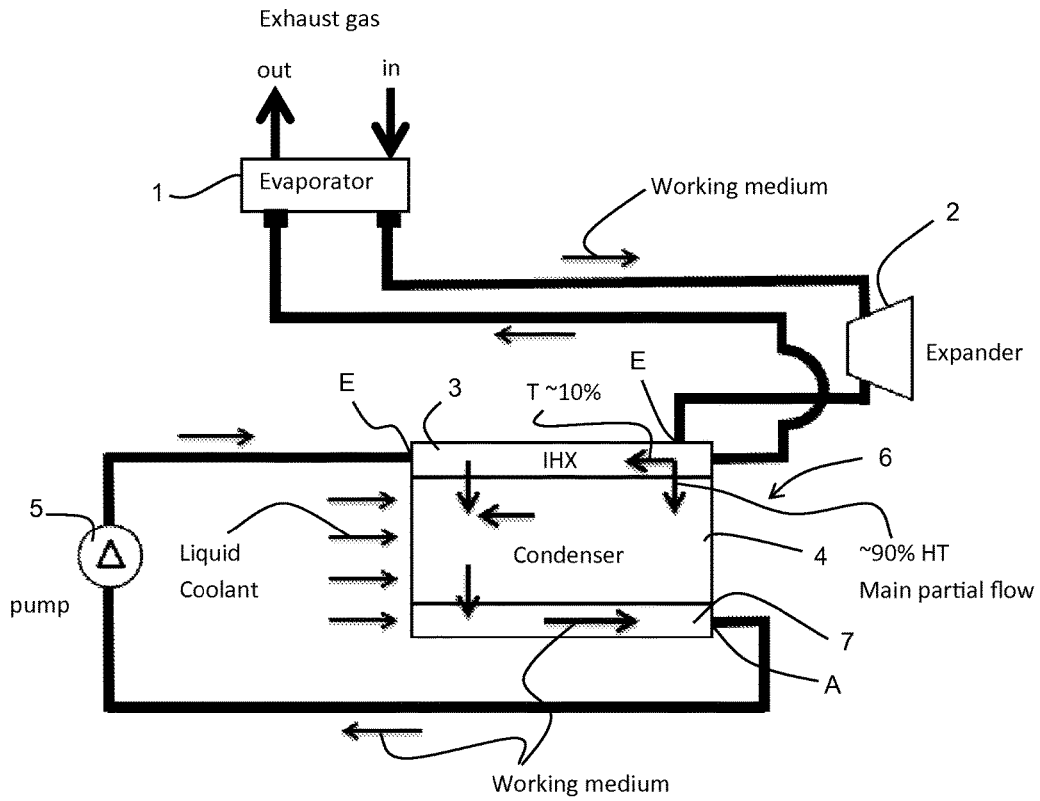 Exhaust gas
out
in
Evaporator
1
Working medium
2
Expander
E
3
T ~10%
E
IHX
6
5
pump
Liquid
Coolant
Condenser
4
~90% HT
Main partial flow
7
A
Working medium